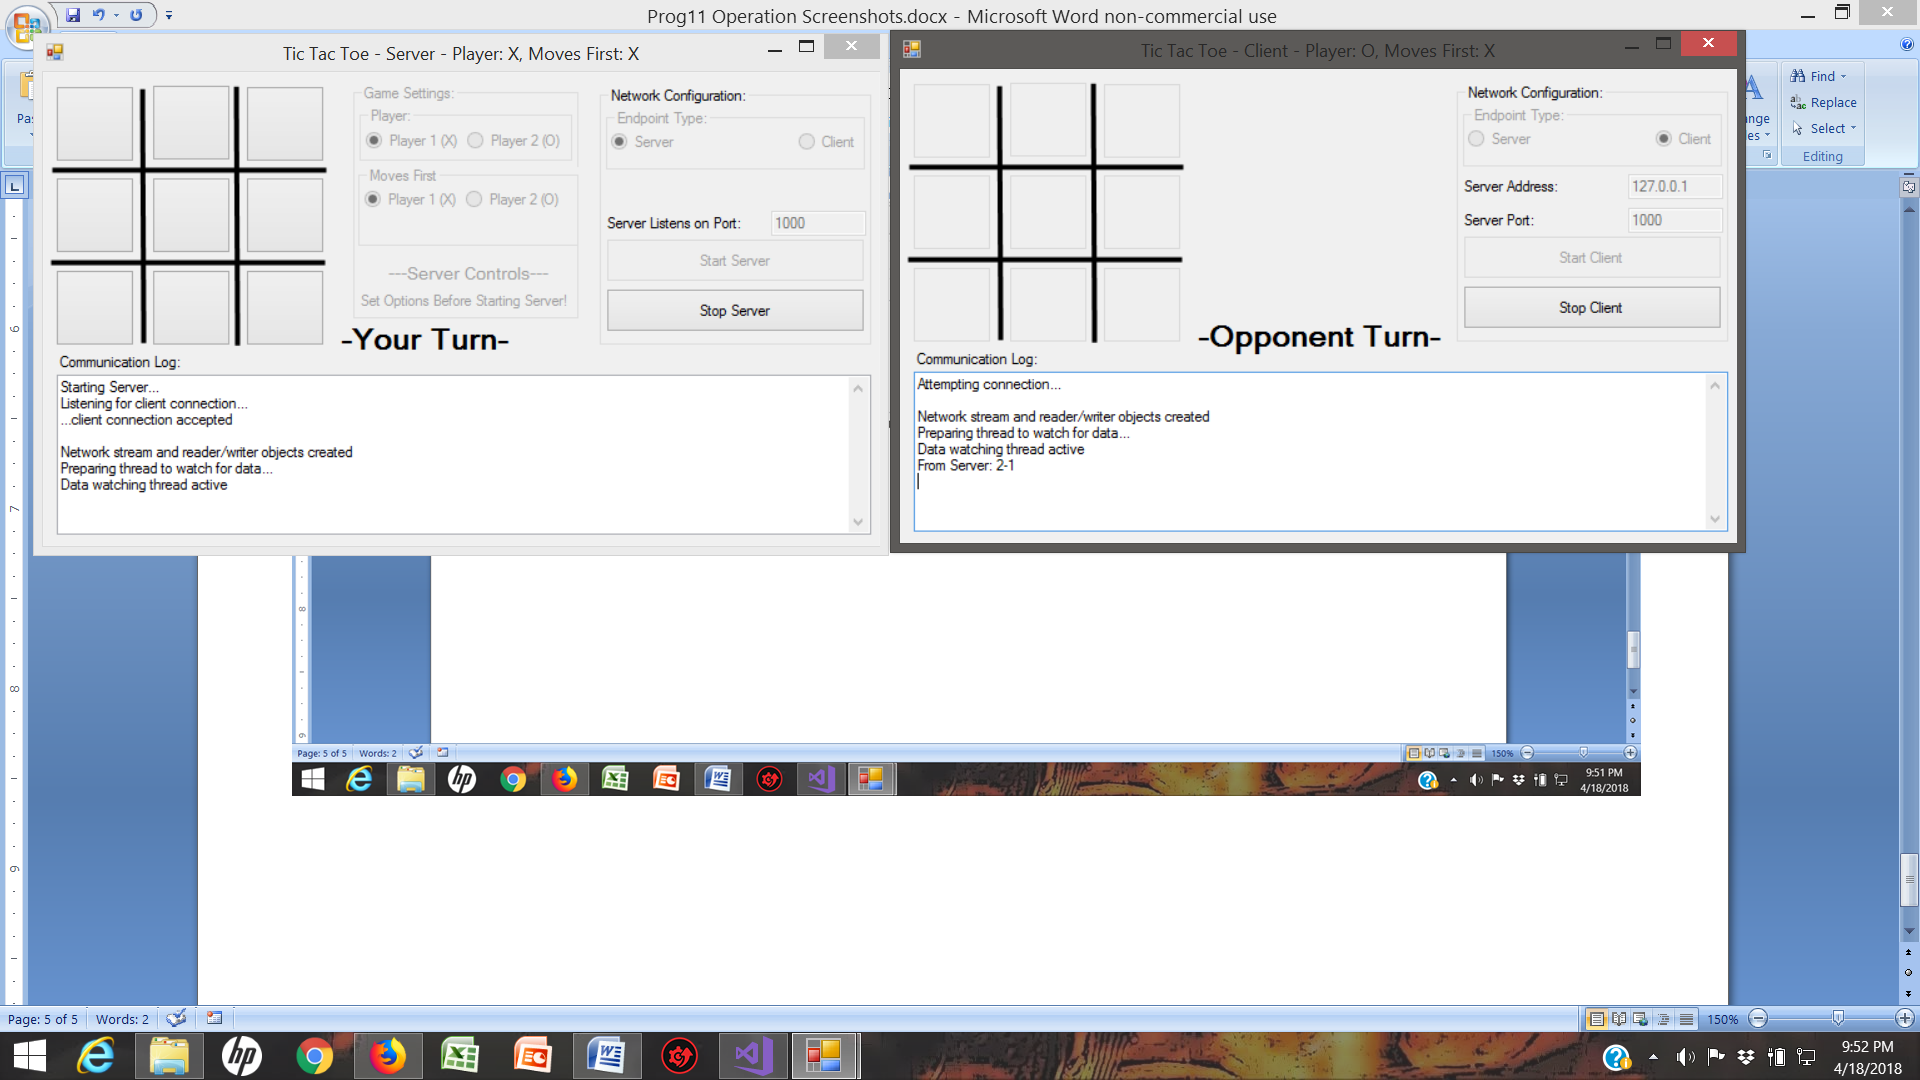 Prog11 Operation Screenshots.docx - Microsoft Word non-commercial use
Tic Tac Toe - Server - Player: X, Moves First: X
Game Settings:
Player:
Player 1 (X) Player 2 (O)
Moves First
Player 1 (X) Player 2 (O)
---Server Controls---
Set Options Before Starting Server!
Network Configuration:
Endpoint Type:
Server Client
Server Listens on Port: 1000
Start Server
Stop Server
-Your Turn-
Communication Log:
Starting Server...
Listening for client connection...
...client connection accepted
Network stream and reader/writer objects created
Preparing thread to watch for data...
Data watching thread active
Tic Tac Toe - Client - Player: O, Moves First: X
Network Configuration:
Endpoint Type:
Server Client
Server Address: 127.0.0.1
Server Port: 1000
Start Client
Stop Client
-Opponent Turn-
Communication Log:
Attempting connection...
Network stream and reader/writer objects created
Preparing thread to watch for data...
Data watching thread active
From Server: 2-1
Find
Replace
Select
Editing
6
7
8
9
8
9
Page: 5 of 5 Words: 2 150%
hp
9:51 PM
4/18/2018
Page: 5 of 5 Words: 2 150%
hp
9:52 PM
4/18/2018